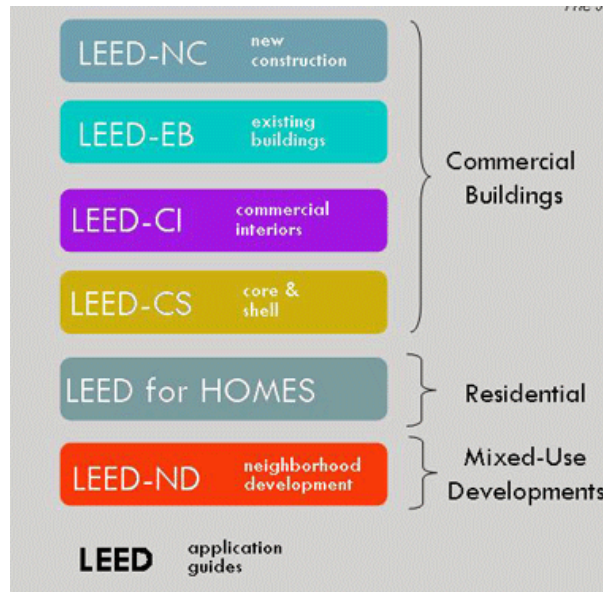 LEED-NC new construction
LEED-EB existing buildings
LEED-CI commercial interiors
LEED-CS core & shell
Commercial
Buildings
LEED for HOMES
Residential
LEED-ND neighborhood development
Mixed-Use
Developments
LEED application guides